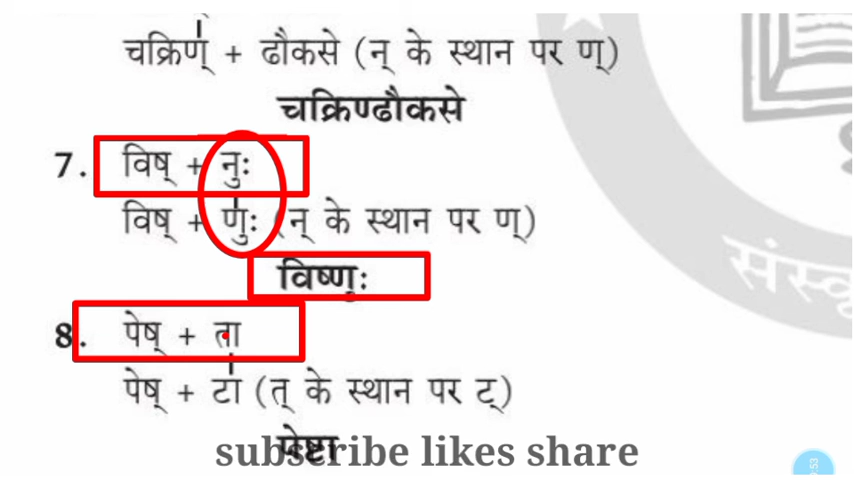 चक्रिण् + ढौकसे (न् के स्थान पर ण्)
चक्रिण्ढौकसे
7. विष् + नुः
विष् + णुः (न् के स्थान पर ण्)
विष्णुः
8. पेष् + ता
पेष् + टा (त् के स्थान पर ट्)
पेष्टा
subscribe likes share